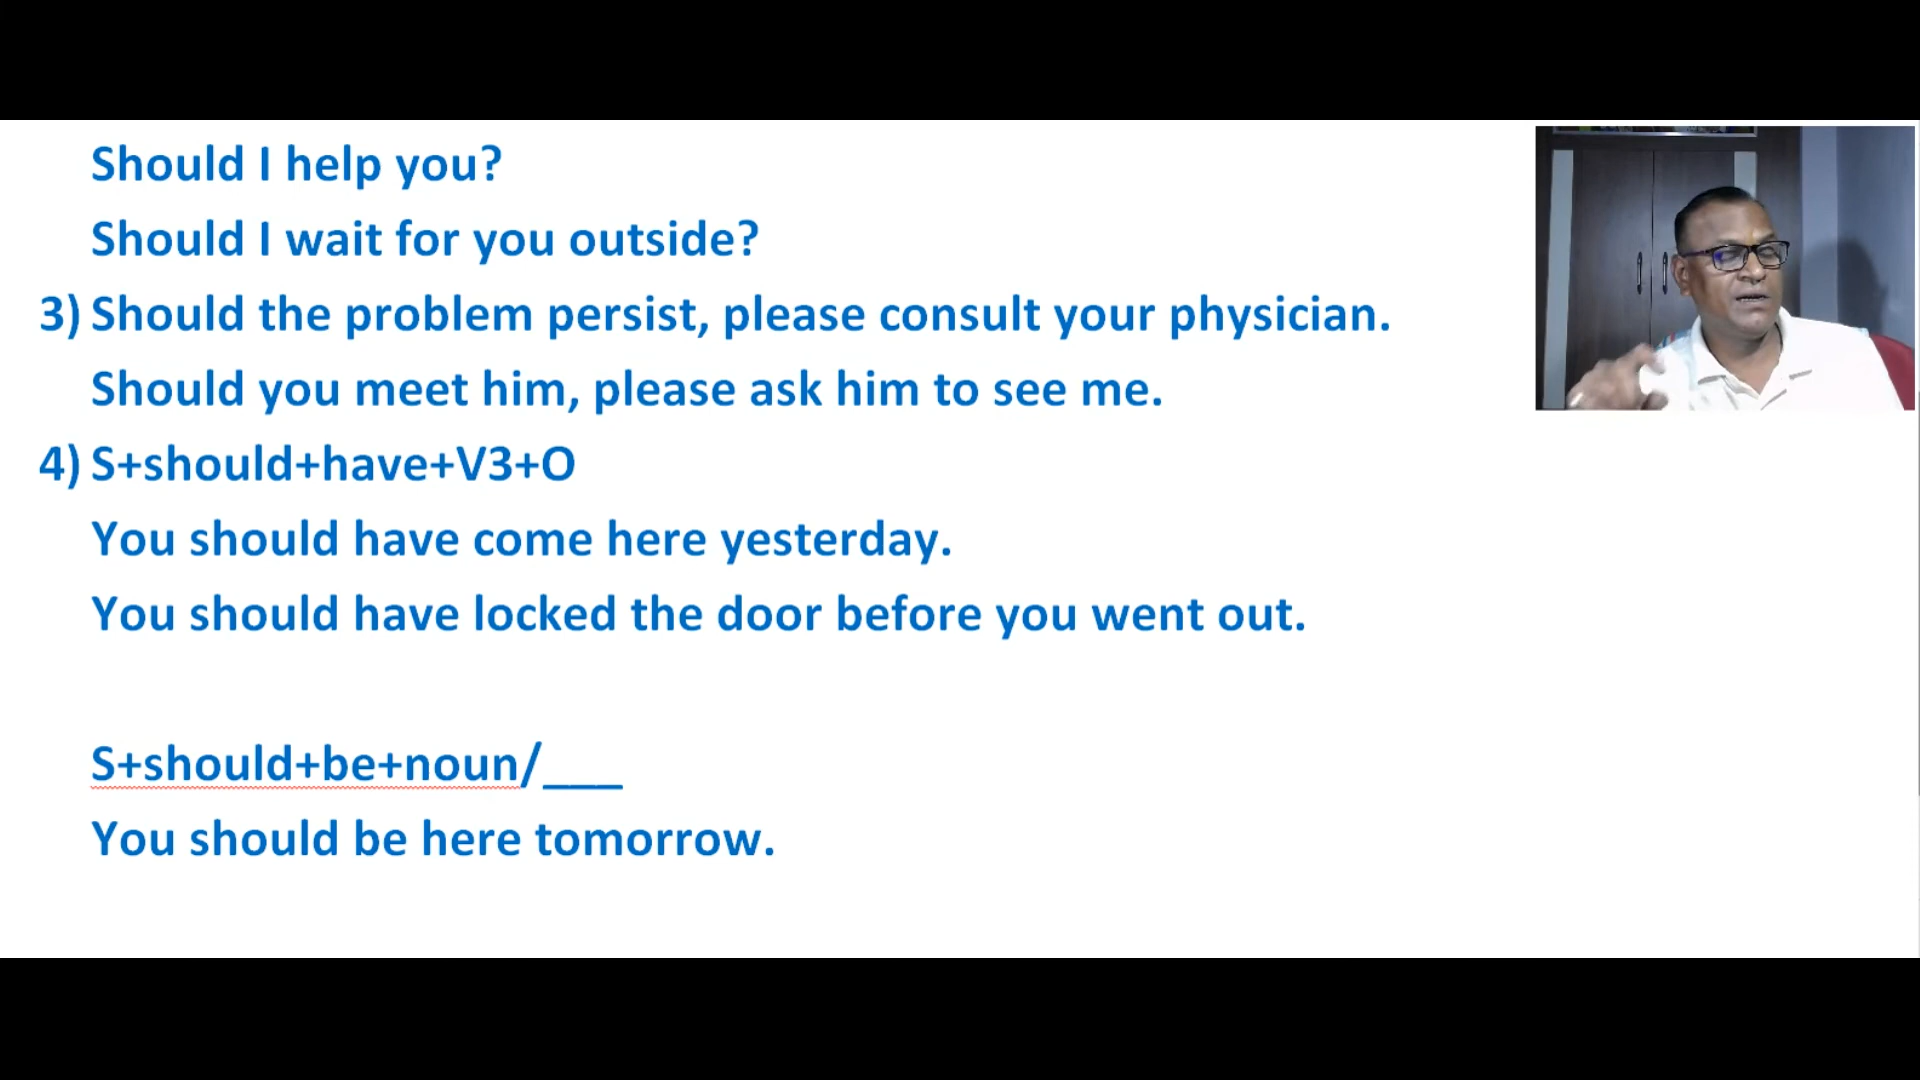 Should I help you?
Should I wait for you outside?
3) Should the problem persist, please consult your physician.
Should you meet him, please ask him to see me.
4) S+should+have+V3+O
You should have come here yesterday.
You should have locked the door before you went out.
S+should+be+noun/___
You should be here tomorrow.